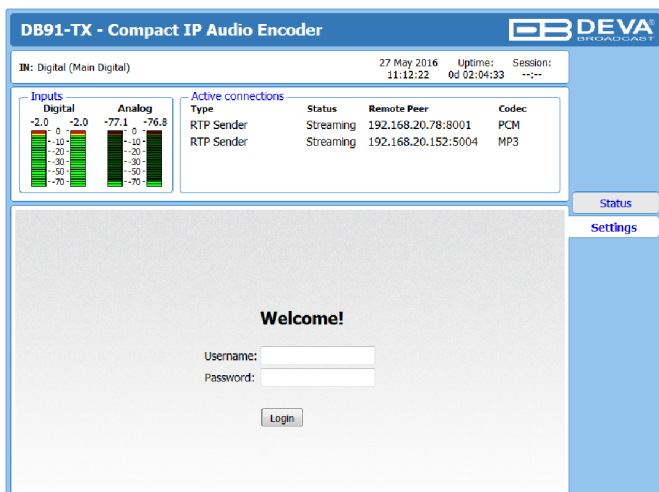 DB91-TX - Compact IP Audio Encoder
DB DEVA
BROADCAST
IN: Digital (Main Digital)
27 May 2016 Uptime: Session:
11:12:22 0d 02:04:33 --:--
Inputs
Digital Analog
-2.0 -2.0 -77.1 -76.8
- 0 - - 0 -
-10- -10-
-20- -20-
-30- -30-
-50- -50-
-70- -70-
Active connections
Type Status Remote Peer Codec
RTP Sender Streaming 192.168.20.78:8001 PCM
RTP Sender Streaming 192.168.20.152:5004 MP3
Status
Settings
Welcome!
Username:
Password:
Login